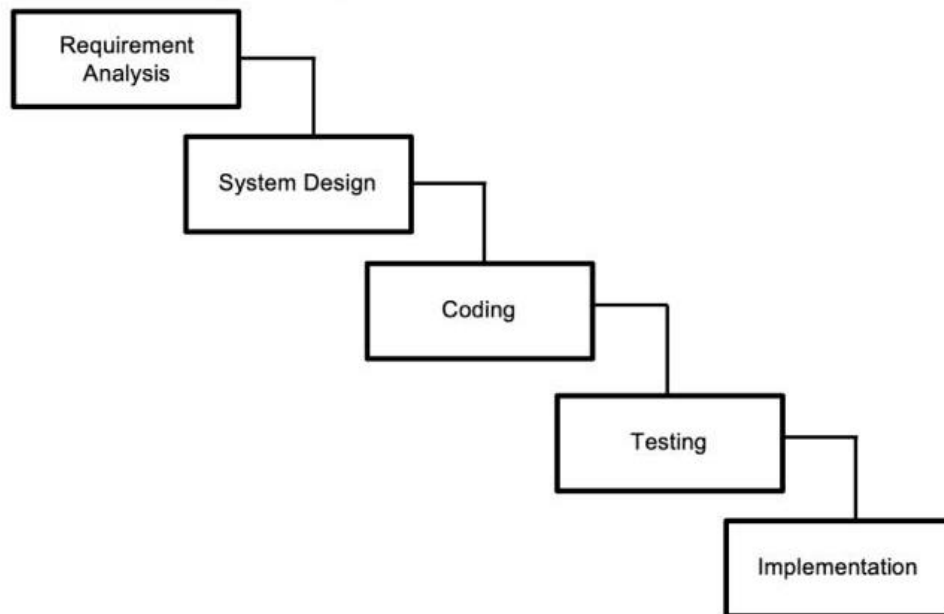 Requirement
Analysis
System Design
Coding
Testing
Implementation